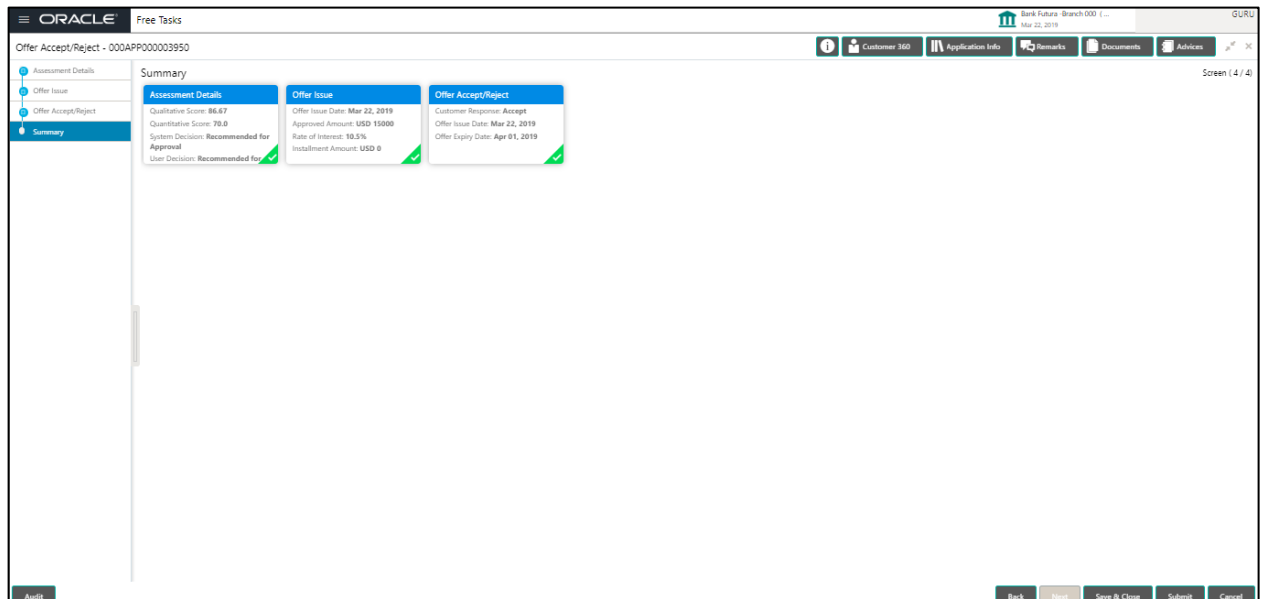 ORACLE
Free Tasks
Bank Futura -Branch 000 ( ...
Mar 22, 2019
GURU
Offer Accept/Reject - 000APP000003950
Customer 360
Application Info
Remarks
Documents
Advices
Assessment Details
Offer Issue
Offer Accept/Reject
Summary
Summary
Screen ( 4 / 4)
Assessment Details
Qualitative Score: 86.67
Quantitative Score: 70.0
System Decision: Recommended for
Approval
User Decision: Recommended for
Offer Issue
Offer Issue Date: Mar 22, 2019
Approved Amount: USD 15000
Rate of Interest: 10.5%
Installment Amount: USD 0
Offer Accept/Reject
Customer Response: Accept
Offer Issue Date: Mar 22, 2019
Offer Expiry Date: Apr 01, 2019
Audit
Back
Next
Save & Close
Submit
Cancel